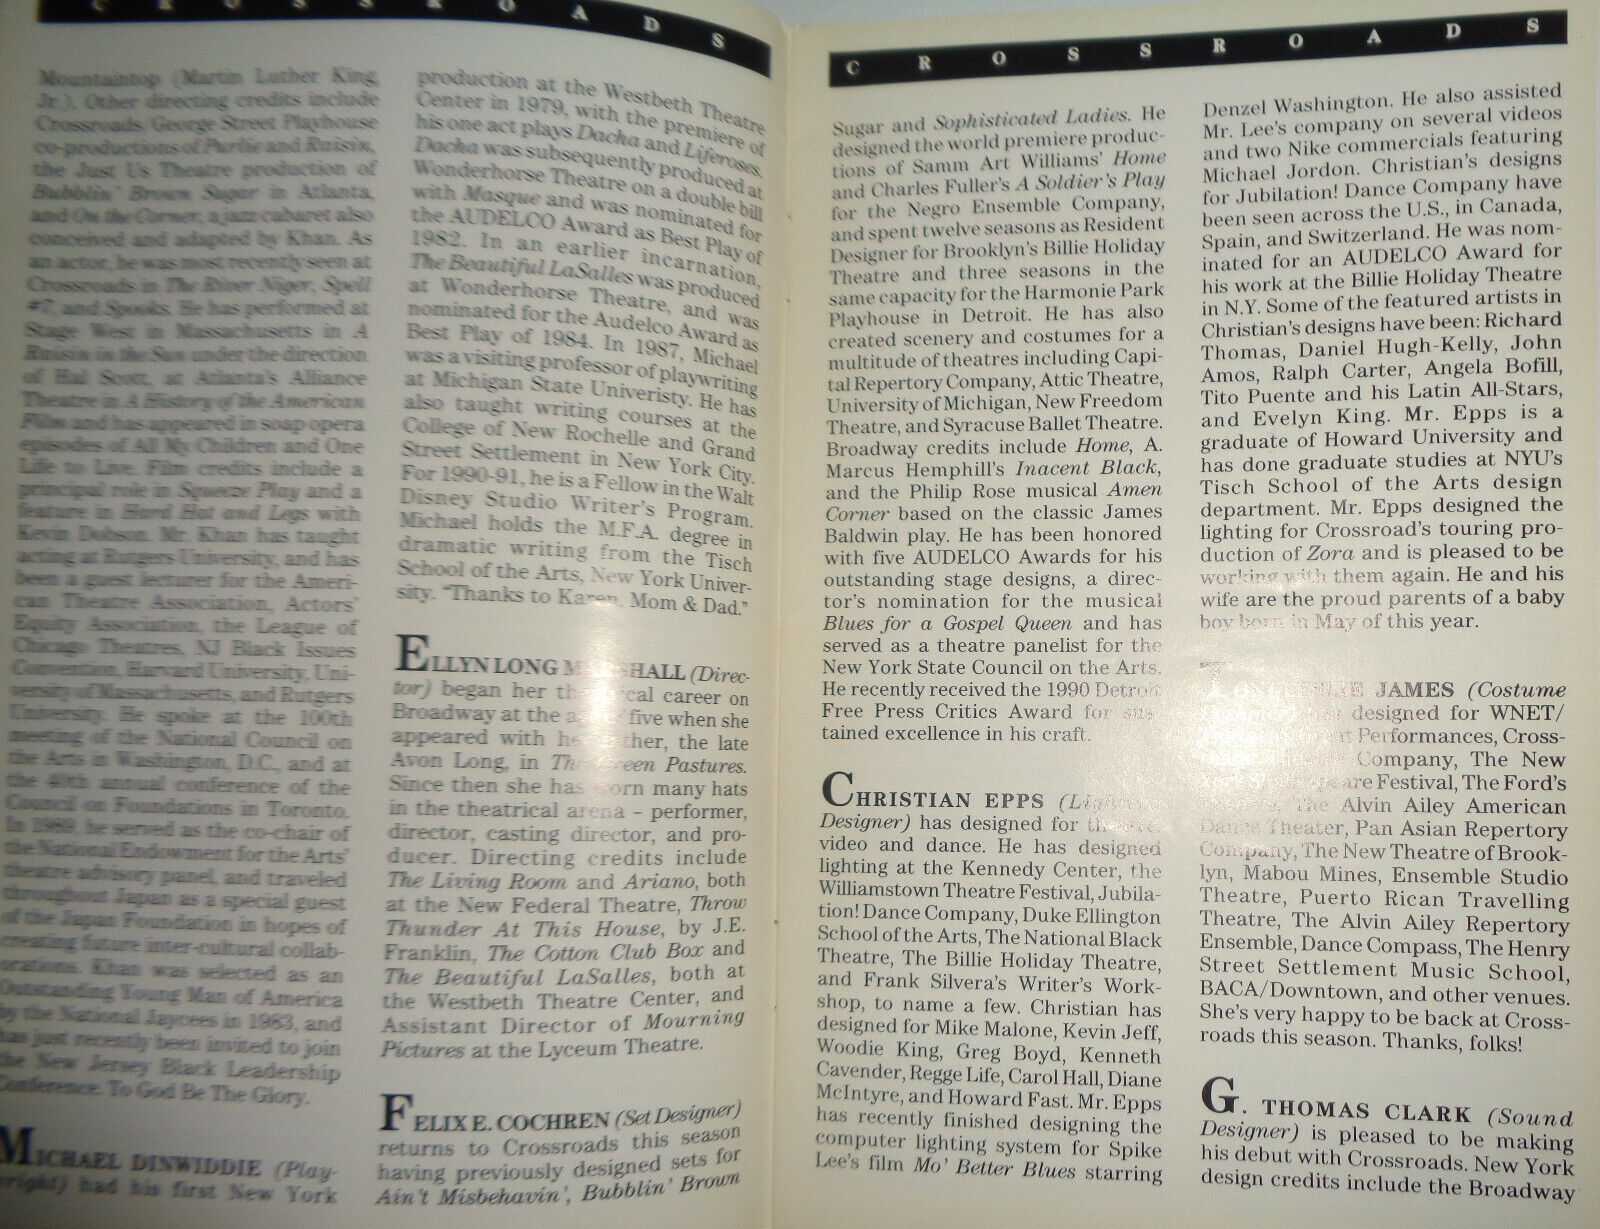 CROSSROADS
Mountaintop (Martin Luther King,
Jr.). Other directing credits include
Crossroads/George Street Playhouse
co-productions of Purlie and Raisin,
the Just Us Theatre production of
Bubblin' Brown Sugar in Atlanta,
and On the Corner, a jazz cabaret also
conceived and adapted by Khan. As
an actor, he was most recently seen at
Crossroads in The River Niger, Spell
#7, and Spooks. He has performed at
Stage West in Massachusetts in A
Raisin in the Sun under the direction
of Hal Scott, at Atlanta's Alliance
Theatre in A History of the American
Film and has appeared in soap opera
episodes of All My Children and One
Life to Live. Film credits include a
principal role in Squeeze Play and a
feature in Hard Hat and Legs with
Kevin Dobson. Mr. Khan has taught
acting at Rutgers University, and has
been a guest lecturer for the Ameri-
can Theatre Association, Actors'
Equity Association, the League of
Chicago Theatres, NJ Black Issues
Convention, Harvard University, Uni-
versity of Massachusetts, and Rutgers
University. He spoke at the 100th
meeting of the National Council on
the Arts in Washington, D.C., and at
the 40th annual conference of the
Council on Foundations in Toronto.
In 1989, he served as the co-chair of
the National Endowment for the Arts'
theatre advisory panel, and traveled
throughout Japan as a special guest
of the Japan Foundation in hopes of
creating future inter-cultural collab-
orations. Khan was selected as an
Outstanding Young Man of America
by the National Jaycees in 1983, and
has just recently been invited to join
the New Jersey Black Leadership
Conference. To God Be The Glory.
MICHAEL DINWIDDIE (Play-
wright) had his first New York
production at the Westbeth Theatre
Center in 1979, with the premiere of
his one act plays Dacha and Liferoses.
Dacha was subsequently produced at
Wonderhorse Theatre on a double bill
with Masque and was nominated for
the AUDELCO Award as Best Play of
1982. In an earlier incarnation,
The Beautiful LaSalles was produced
at Wonderhorse Theatre, and was
nominated for the Audelco Award as
Best Play of 1984. In 1987, Michael
was a visiting professor of playwriting
at Michigan State Univeristy. He has
also taught writing courses at the
College of New Rochelle and Grand
Street Settlement in New York City.
For 1990-91, he is a Fellow in the Walt
Disney Studio Writer's Program.
Michael holds the M.F.A. degree in
dramatic writing from the Tisch
School of the Arts, New York Univer-
sity. "Thanks to Karen, Mom & Dad."
ELLYN LONG MARSHALL (Direc-
tor) began her theatrical career on
Broadway at the age of five when she
appeared with her father, the late
Avon Long, in The Green Pastures.
Since then she has worn many hats
in the theatrical arena – performer,
director, casting director, and pro-
ducer. Directing credits include
The Living Room and Ariano, both
at the New Federal Theatre, Throw
Thunder At This House, by J.E.
Franklin, The Cotton Club Box and
The Beautiful LaSalles, both at
the Westbeth Theatre Center, and
Assistant Director of Mourning
Pictures at the Lyceum Theatre.
FELIX E. COCHREN (Set Designer)
returns to Crossroads this season
having previously designed sets for
Ain't Misbehavin', Bubblin' Brown
CROSSROADS
Sugar and Sophisticated Ladies. He
designed the world premiere produc-
tions of Samm Art Williams' Home
and Charles Fuller's A Soldier's Play
for the Negro Ensemble Company,
and spent twelve seasons as Resident
Designer for Brooklyn's Billie Holiday
Theatre and three seasons in the
same capacity for the Harmonie Park
Playhouse in Detroit. He has also
created scenery and costumes for a
multitude of theatres including Capi-
tal Repertory Company, Attic Theatre,
University of Michigan, New Freedom
Theatre, and Syracuse Ballet Theatre.
Broadway credits include Home, A.
Marcus Hemphill's Inacent Black,
and the Philip Rose musical Amen
Corner based on the classic James
Baldwin play. He has been honored
with five AUDELCO Awards for his
outstanding stage designs, a direc-
tor's nomination for the musical
Blues for a Gospel Queen and has
served as a theatre panelist for the
New York State Council on the Arts.
He recently received the 1990 Detroit
Free Press Critics Award for sus-
tained excellence in his craft.
CHRISTIAN EPPS (Lighting
Designer) has designed for theatre,
video and dance. He has designed
lighting at the Kennedy Center, the
Williamstown Theatre Festival, Jubila-
tion! Dance Company, Duke Ellington
School of the Arts, The National Black
Theatre, The Billie Holiday Theatre,
and Frank Silvera's Writer's Work-
shop, to name a few. Christian has
designed for Mike Malone, Kevin Jeff,
Woodie King, Greg Boyd, Kenneth
Cavender, Regge Life, Carol Hall, Diane
McIntyre, and Howard Fast. Mr. Epps
has recently finished designing the
computer lighting system for Spike
Lee's film Mo' Better Blues starring
Denzel Washington. He also assisted
Mr. Lee's company on several videos
and two Nike commercials featuring
Michael Jordon. Christian's designs
for Jubilation! Dance Company have
been seen across the U.S., in Canada,
Spain, and Switzerland. He was nom-
inated for an AUDELCO Award for
his work at the Billie Holiday Theatre
in N.Y. Some of the featured artists in
Christian's designs have been: Richard
Thomas, Daniel Hugh-Kelly, John
Amos, Ralph Carter, Angela Bofill,
Tito Puente and his Latin All-Stars,
and Evelyn King. Mr. Epps is a
graduate of Howard University and
has done graduate studies at NYU's
Tisch School of the Arts design
department. Mr. Epps designed the
lighting for Crossroad's touring pro-
duction of Zora and is pleased to be
working with them again. He and his
wife are the proud parents of a baby
boy born in May of this year.
JAMES (Costume
designed for WNET/
Performances, Cross-
Company, The New
Festival, The Ford's
The Alvin Ailey American
Dance Theater, Pan Asian Repertory
Company, The New Theatre of Brook-
lyn, Mabou Mines, Ensemble Studio
Theatre, Puerto Rican Travelling
Theatre, The Alvin Ailey Repertory
Ensemble, Dance Compass, The Henry
Street Settlement Music School,
BACA/Downtown, and other venues.
She's very happy to be back at Cross-
roads this season. Thanks, folks!
G. THOMAS CLARK (Sound
Designer) is pleased to be making
his debut with Crossroads. New York
design credits include the Broadway